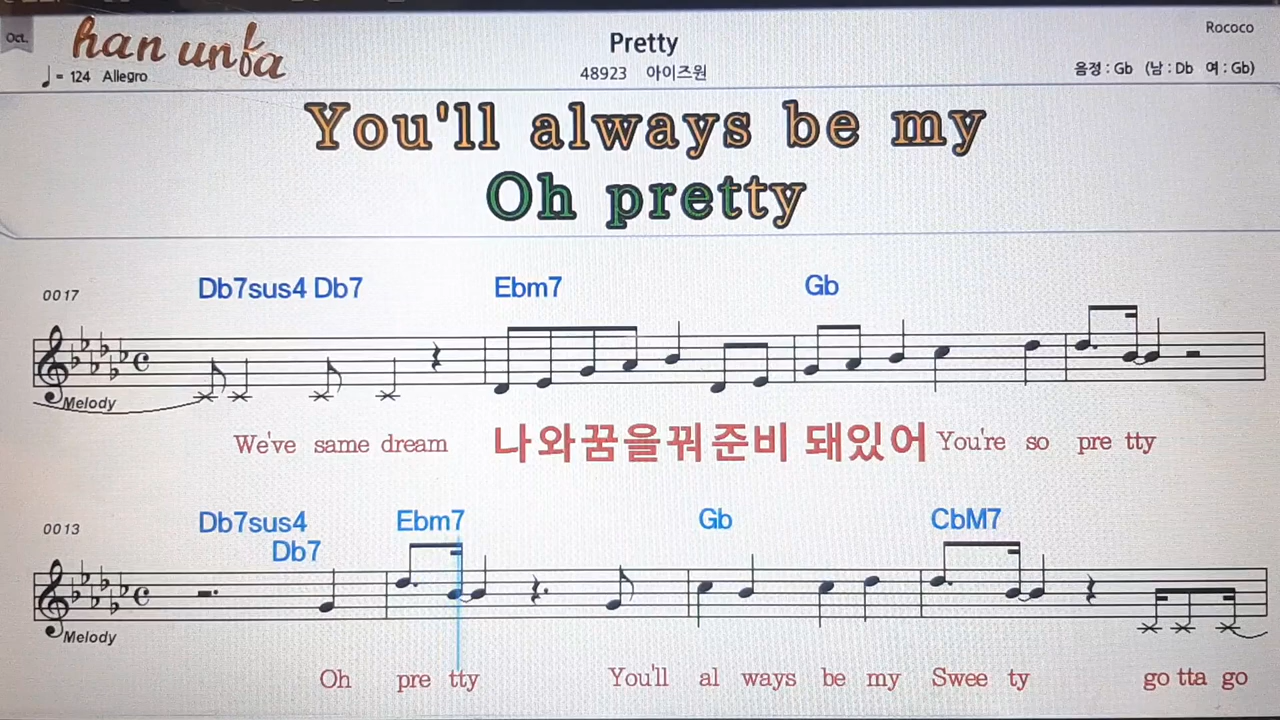 Oct.
han unfa
Pretty
Rococo
♩ = 124 Allegro
48923 아이즈원
음정 : Gb (남 : Db 여 : Gb)
You'll always be my
Oh pretty
0017
Db7sus4 Db7 Ebm7 Gb
Melody
We've same dream 나와꿈을꿔준비 돼있어 You're so pre tty
0013
Db7sus4 Ebm7 Gb CbM7
Db7
Melody
Oh pre tty You'll al ways be my Swee ty go tta go